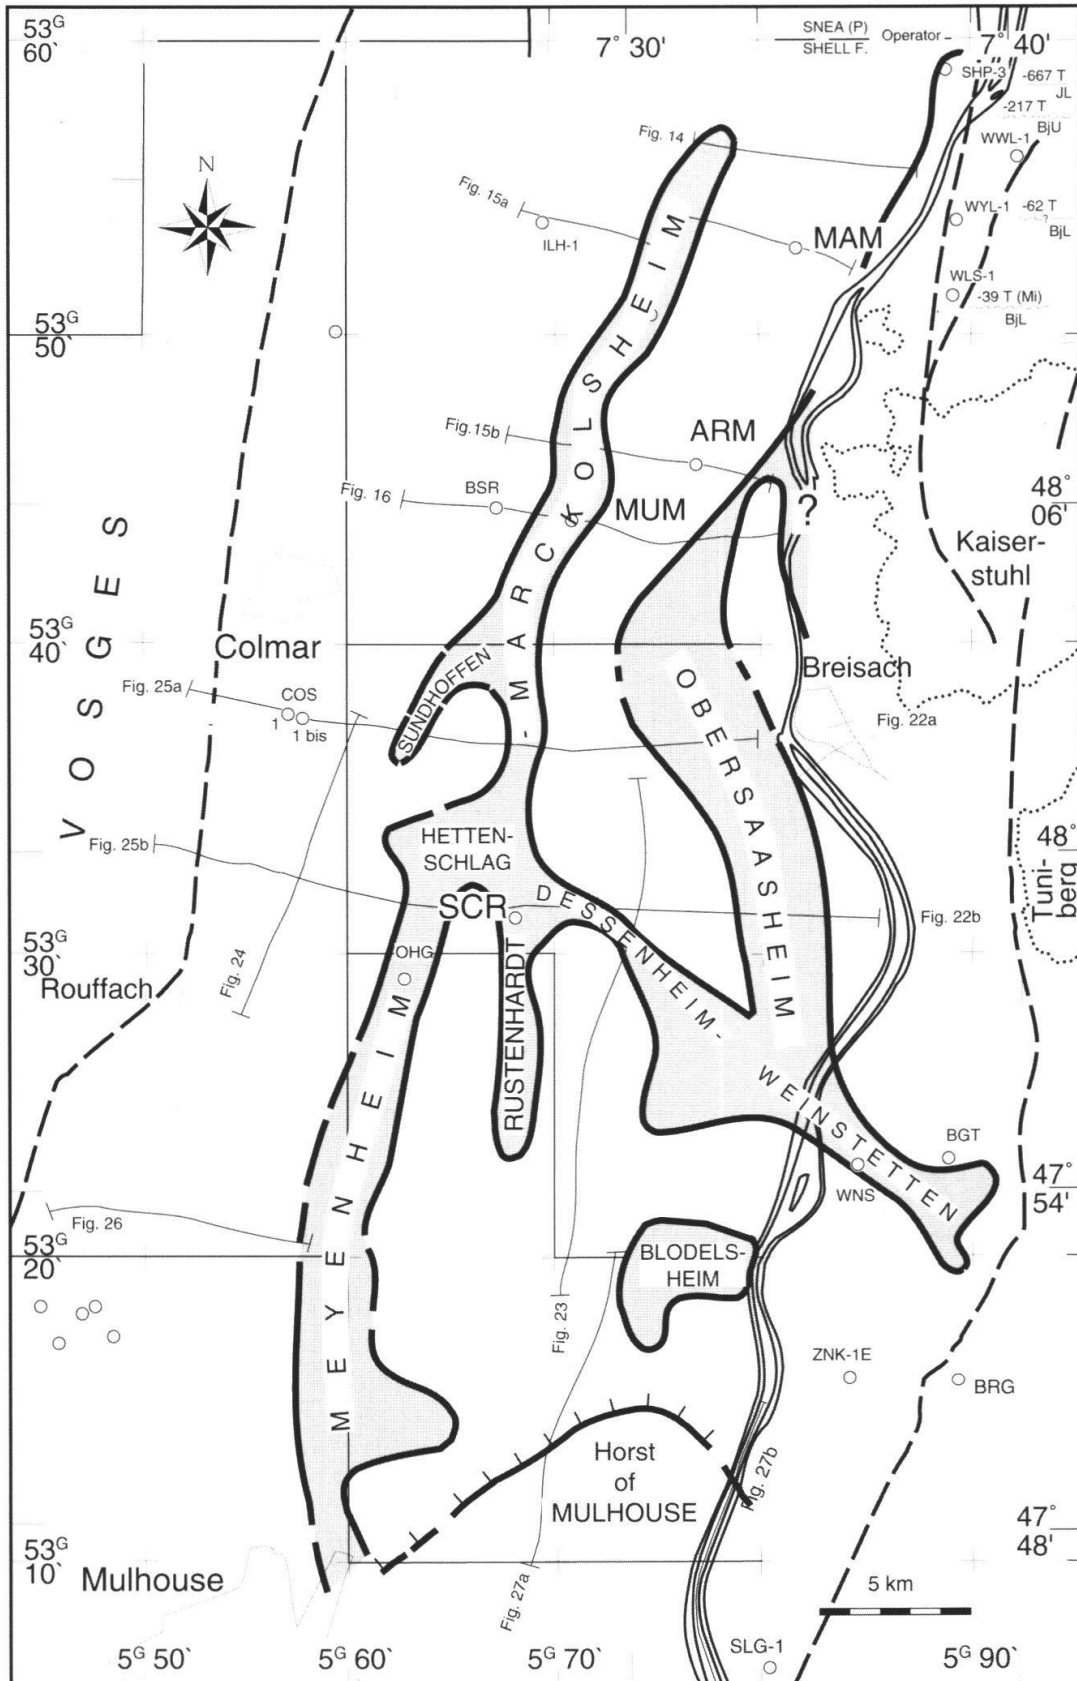 53ᴳ
60`
7° 30'
SNEA (P)
SHELL F.
Operator
7° 40'
SHP-3
-667 T
JL
-217 T
BjU
WWL-1
Fig. 14
N
Fig. 15a
ILH-1
MAM
WYL-1
-62 T
?
BjL
WLS-1
-39 T (Mi)
BjL
53ᴳ
50`
Fig.15b
ARM
Fig. 16
BSR
MUM
?
48°
06'
Kaiser-
stuhl
VOSGES
MARCKOLSHEIM
53ᴳ
40`
Colmar
SUNDHOFFEN
Breisach
Fig. 25a
COS
1
1 bis
Fig. 22a
OBERSAASHEIM
Fig. 25b
HETTEN-
SCHLAG
48°
SCR
DESSENHEIM-
WEINSTETTEN
Fig. 22b
Tuni-
berg
53ᴳ
30`
OHG
Fig. 24
Rouffach
RUSTENHARDT
MEYENHEIM
BGT
WNS
47°
54'
Fig. 26
53ᴳ
20`
BLODELS-
HEIM
Fig. 23
ZNK-1E
BRG
Horst
of
MULHOUSE
Fig. 27b
47°
48'
53ᴳ
10`
Mulhouse
Fig. 27a
5 km
SLG-1
5ᴳ 50`
5ᴳ 60`
5ᴳ 70`
5ᴳ 90`